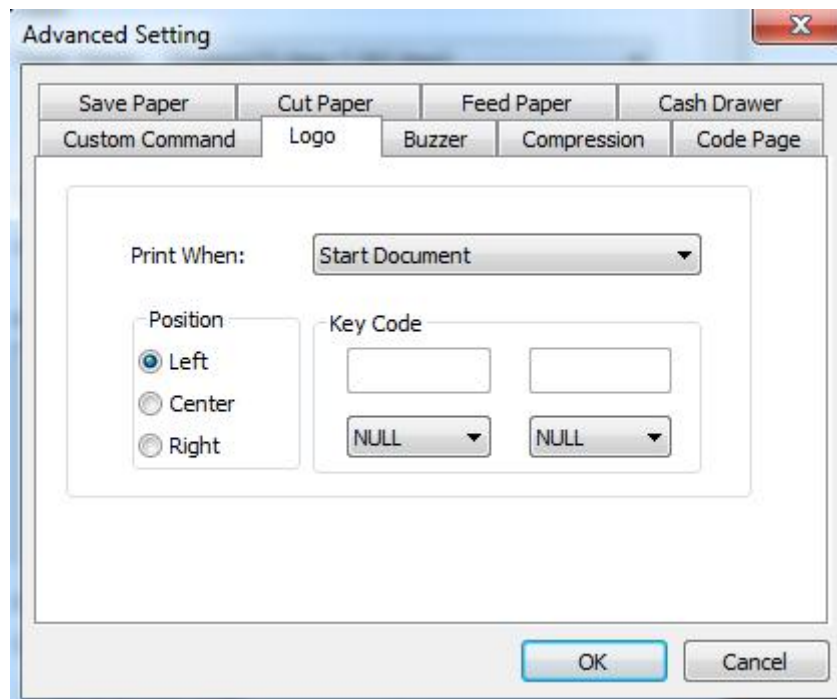 Advanced Setting
Save Paper Cut Paper Feed Paper Cash Drawer
Custom Command Logo Buzzer Compression Code Page
Print When: Start Document
Position Key Code
Left
Center
Right NULL NULL
OK Cancel